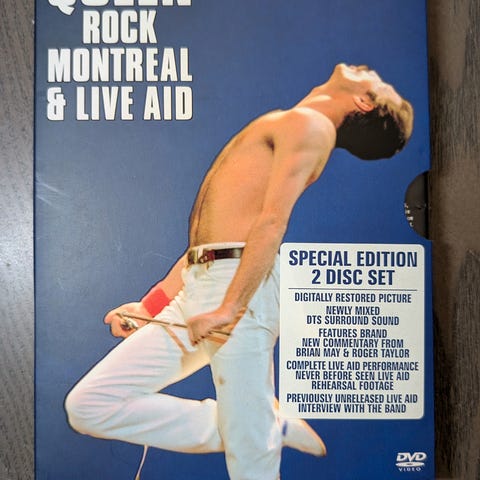 QUEEN
ROCK
MONTREAL
& LIVE AID
SPECIAL EDITION
2 DISC SET
DIGITALLY RESTORED PICTURE
NEWLY MIXED
DTS SURROUND SOUND
FEATURES BRAND
NEW COMMENTARY FROM
BRIAN MAY & ROGER TAYLOR
COMPLETE LIVE AID PERFORMANCE
NEVER BEFORE SEEN LIVE AID
REHEARSAL FOOTAGE
PREVIOUSLY UNRELEASED LIVE AID
INTERVIEW WITH THE BAND
DVD
VIDEO